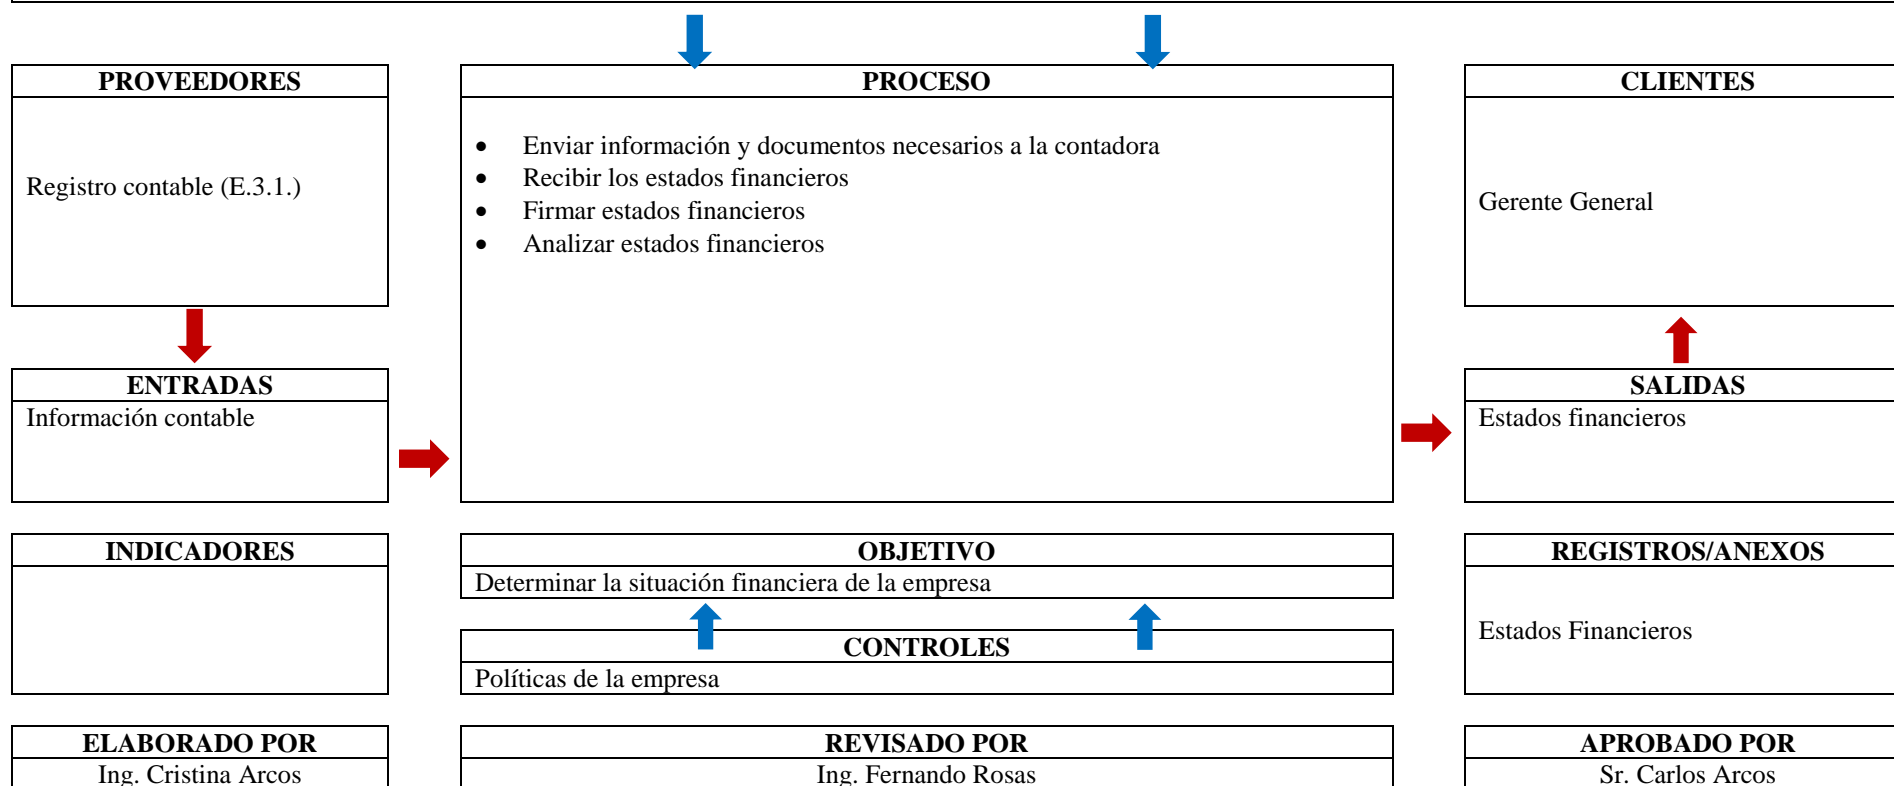 PROVEEDORES
Registro contable (E.3.1.)
PROCESO
• Enviar información y documentos necesarios a la contadora
• Recibir los estados financieros
• Firmar estados financieros
• Analizar estados financieros
CLIENTES
Gerente General
ENTRADAS
Información contable
SALIDAS
Estados financieros
INDICADORES
OBJETIVO
Determinar la situación financiera de la empresa
REGISTROS/ANEXOS
Estados Financieros
CONTROLES
Políticas de la empresa
ELABORADO POR
Ing. Cristina Arcos
REVISADO POR
Ing. Fernando Rosas
APROBADO POR
Sr. Carlos Arcos